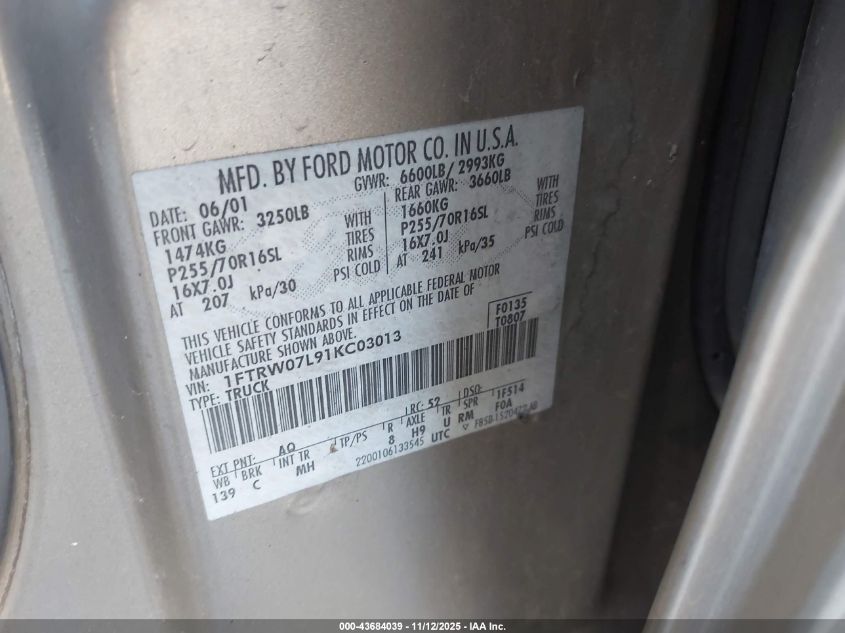 MFD. BY FORD MOTOR CO. IN U.S.A.
DATE: 06/01 GVWR: 6600LB/ 2993KG
FRONT GAWR: 3250LB REAR GAWR: 3660LB
1474KG WITH 1660KG WITH
P255/70R16SL TIRES P255/70R16SL TIRES
16X7.0J RIMS 16X7.0J RIMS
AT 207 kPa/30 PSI COLD AT 241 kPa/35 PSI COLD
THIS VEHICLE CONFORMS TO ALL APPLICABLE FEDERAL MOTOR
VEHICLE SAFETY STANDARDS IN EFFECT ON THE DATE OF
MANUFACTURE SHOWN ABOVE.
F0135
VIN: 1FTRW07L91KC03013 T0807
TYPE: TRUCK
EXT PNT: AQ RC: 52 DSO:
WB BRK INT TR TP/PS R AXLE TR SPR 1F514
139 C MH 8 H9 U RM F0A
2200106133545 UTC
000-43684039 - 11/12/2025 - IAA Inc.